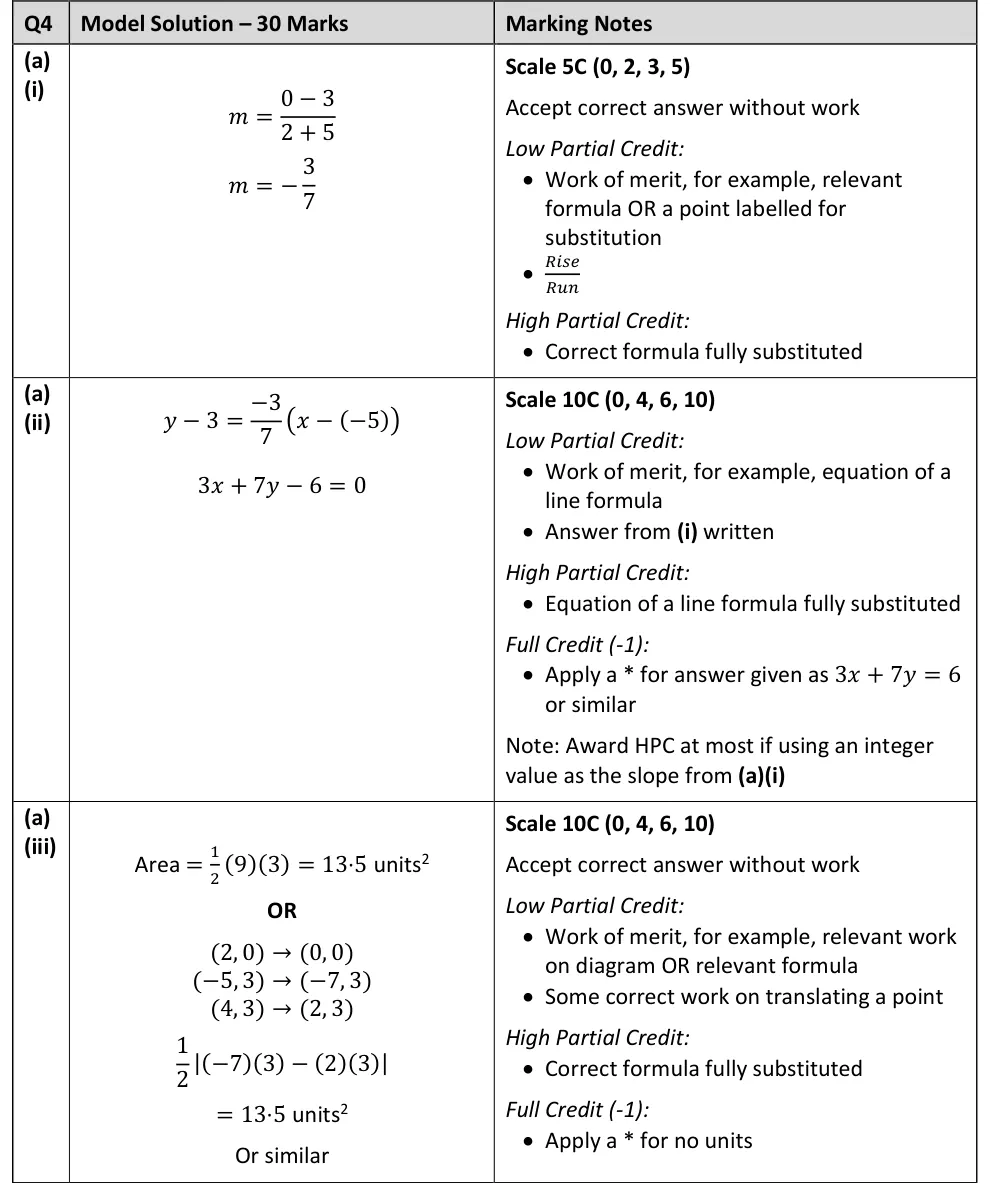 Q4 Model Solution – 30 Marks Marking Notes
(a)
(i)
m = (0 − 3)/(2 + 5)
m = −3/7
Scale 5C (0, 2, 3, 5)
Accept correct answer without work
Low Partial Credit:
• Work of merit, for example, relevant
formula OR a point labelled for
substitution
• Rise/Run
High Partial Credit:
• Correct formula fully substituted
(a)
(ii)
y − 3 = −3/7 (x − (−5))
3x + 7y − 6 = 0
Scale 10C (0, 4, 6, 10)
Low Partial Credit:
• Work of merit, for example, equation of a
line formula
• Answer from (i) written
High Partial Credit:
• Equation of a line formula fully substituted
Full Credit (-1):
• Apply a * for answer given as 3x + 7y = 6
or similar
Note: Award HPC at most if using an integer
value as the slope from (a)(i)
(a)
(iii)
Area = 1/2 (9)(3) = 13·5 units²
OR
(2, 0) → (0, 0)
(−5, 3) → (−7, 3)
(4, 3) → (2, 3)
1/2 |(−7)(3) − (2)(3)|
= 13·5 units²
Or similar
Scale 10C (0, 4, 6, 10)
Accept correct answer without work
Low Partial Credit:
• Work of merit, for example, relevant work
on diagram OR relevant formula
• Some correct work on translating a point
High Partial Credit:
• Correct formula fully substituted
Full Credit (-1):
• Apply a * for no units